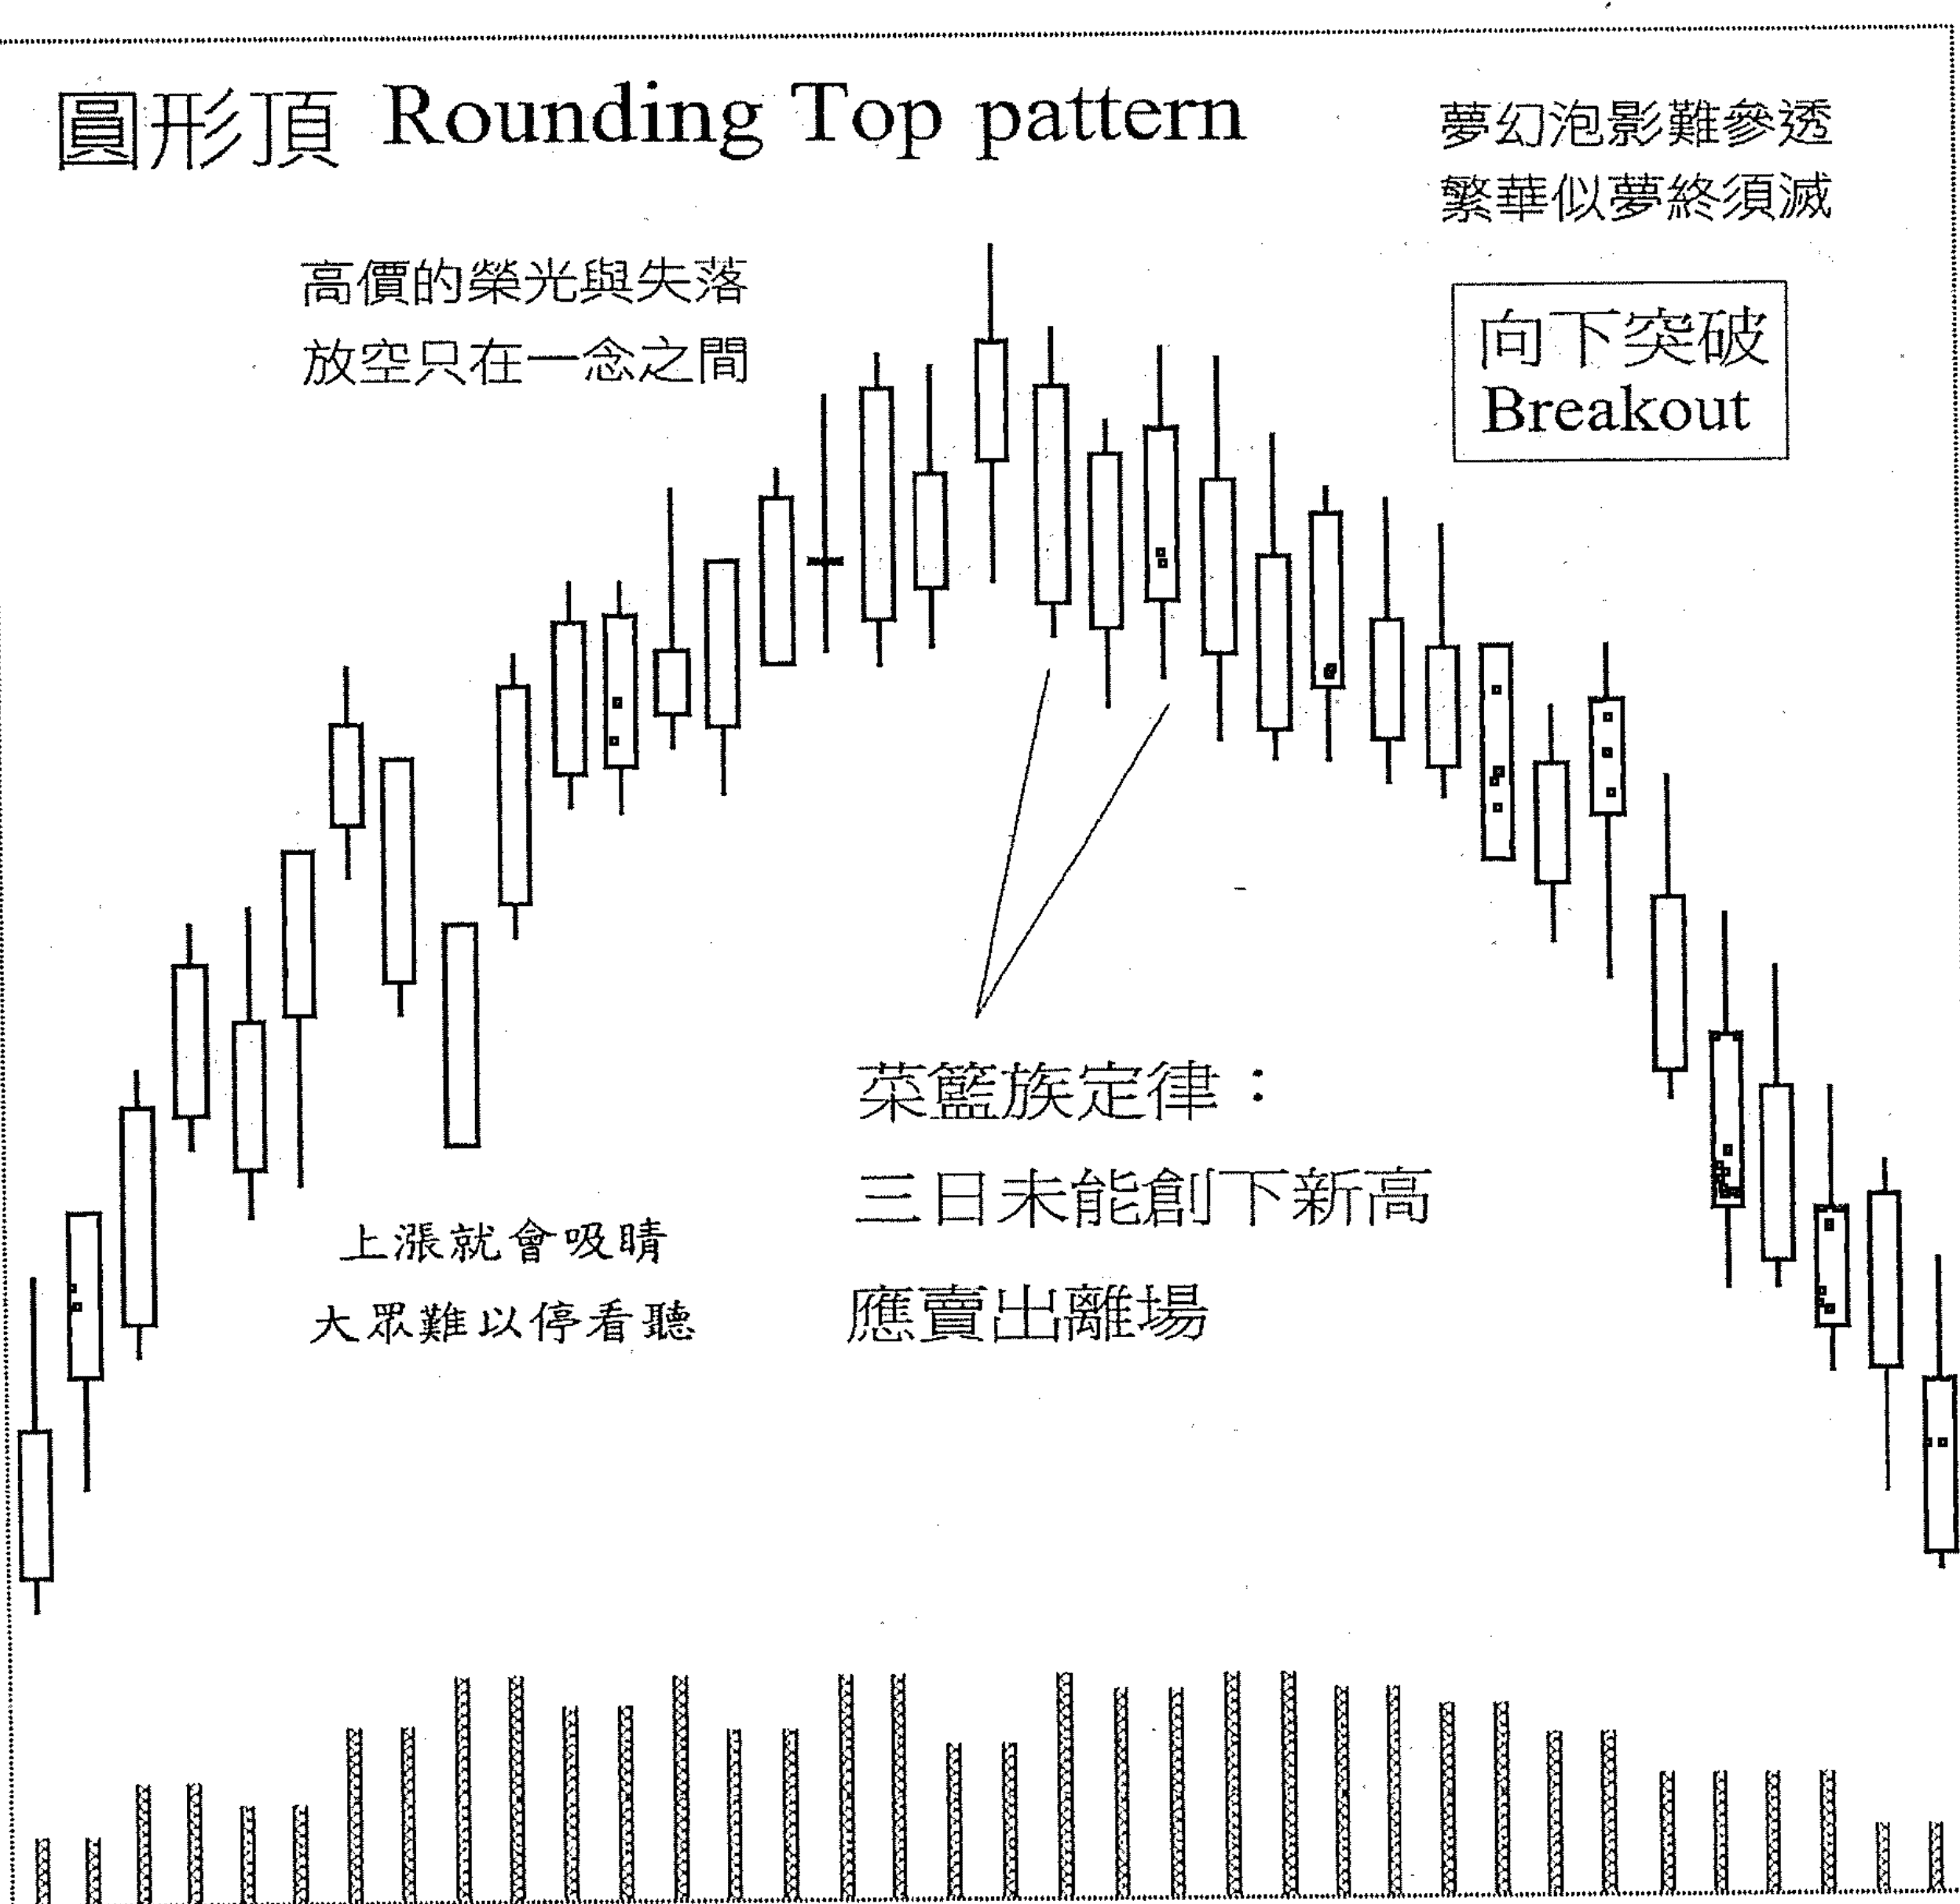 圓形頂 Rounding Top pattern
夢幻泡影難參透
繁華似夢終須滅
高價的榮光與失落
放空只在一念之間
向下突破
Breakout
菜籃族定律：
三日未能創下新高
應賣出離場
上漲就會吸睛
大眾難以停看聽